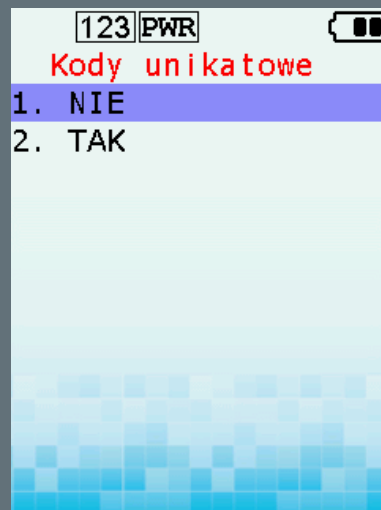 123 PWR
Kody unikatowe
1. NIE
2. TAK